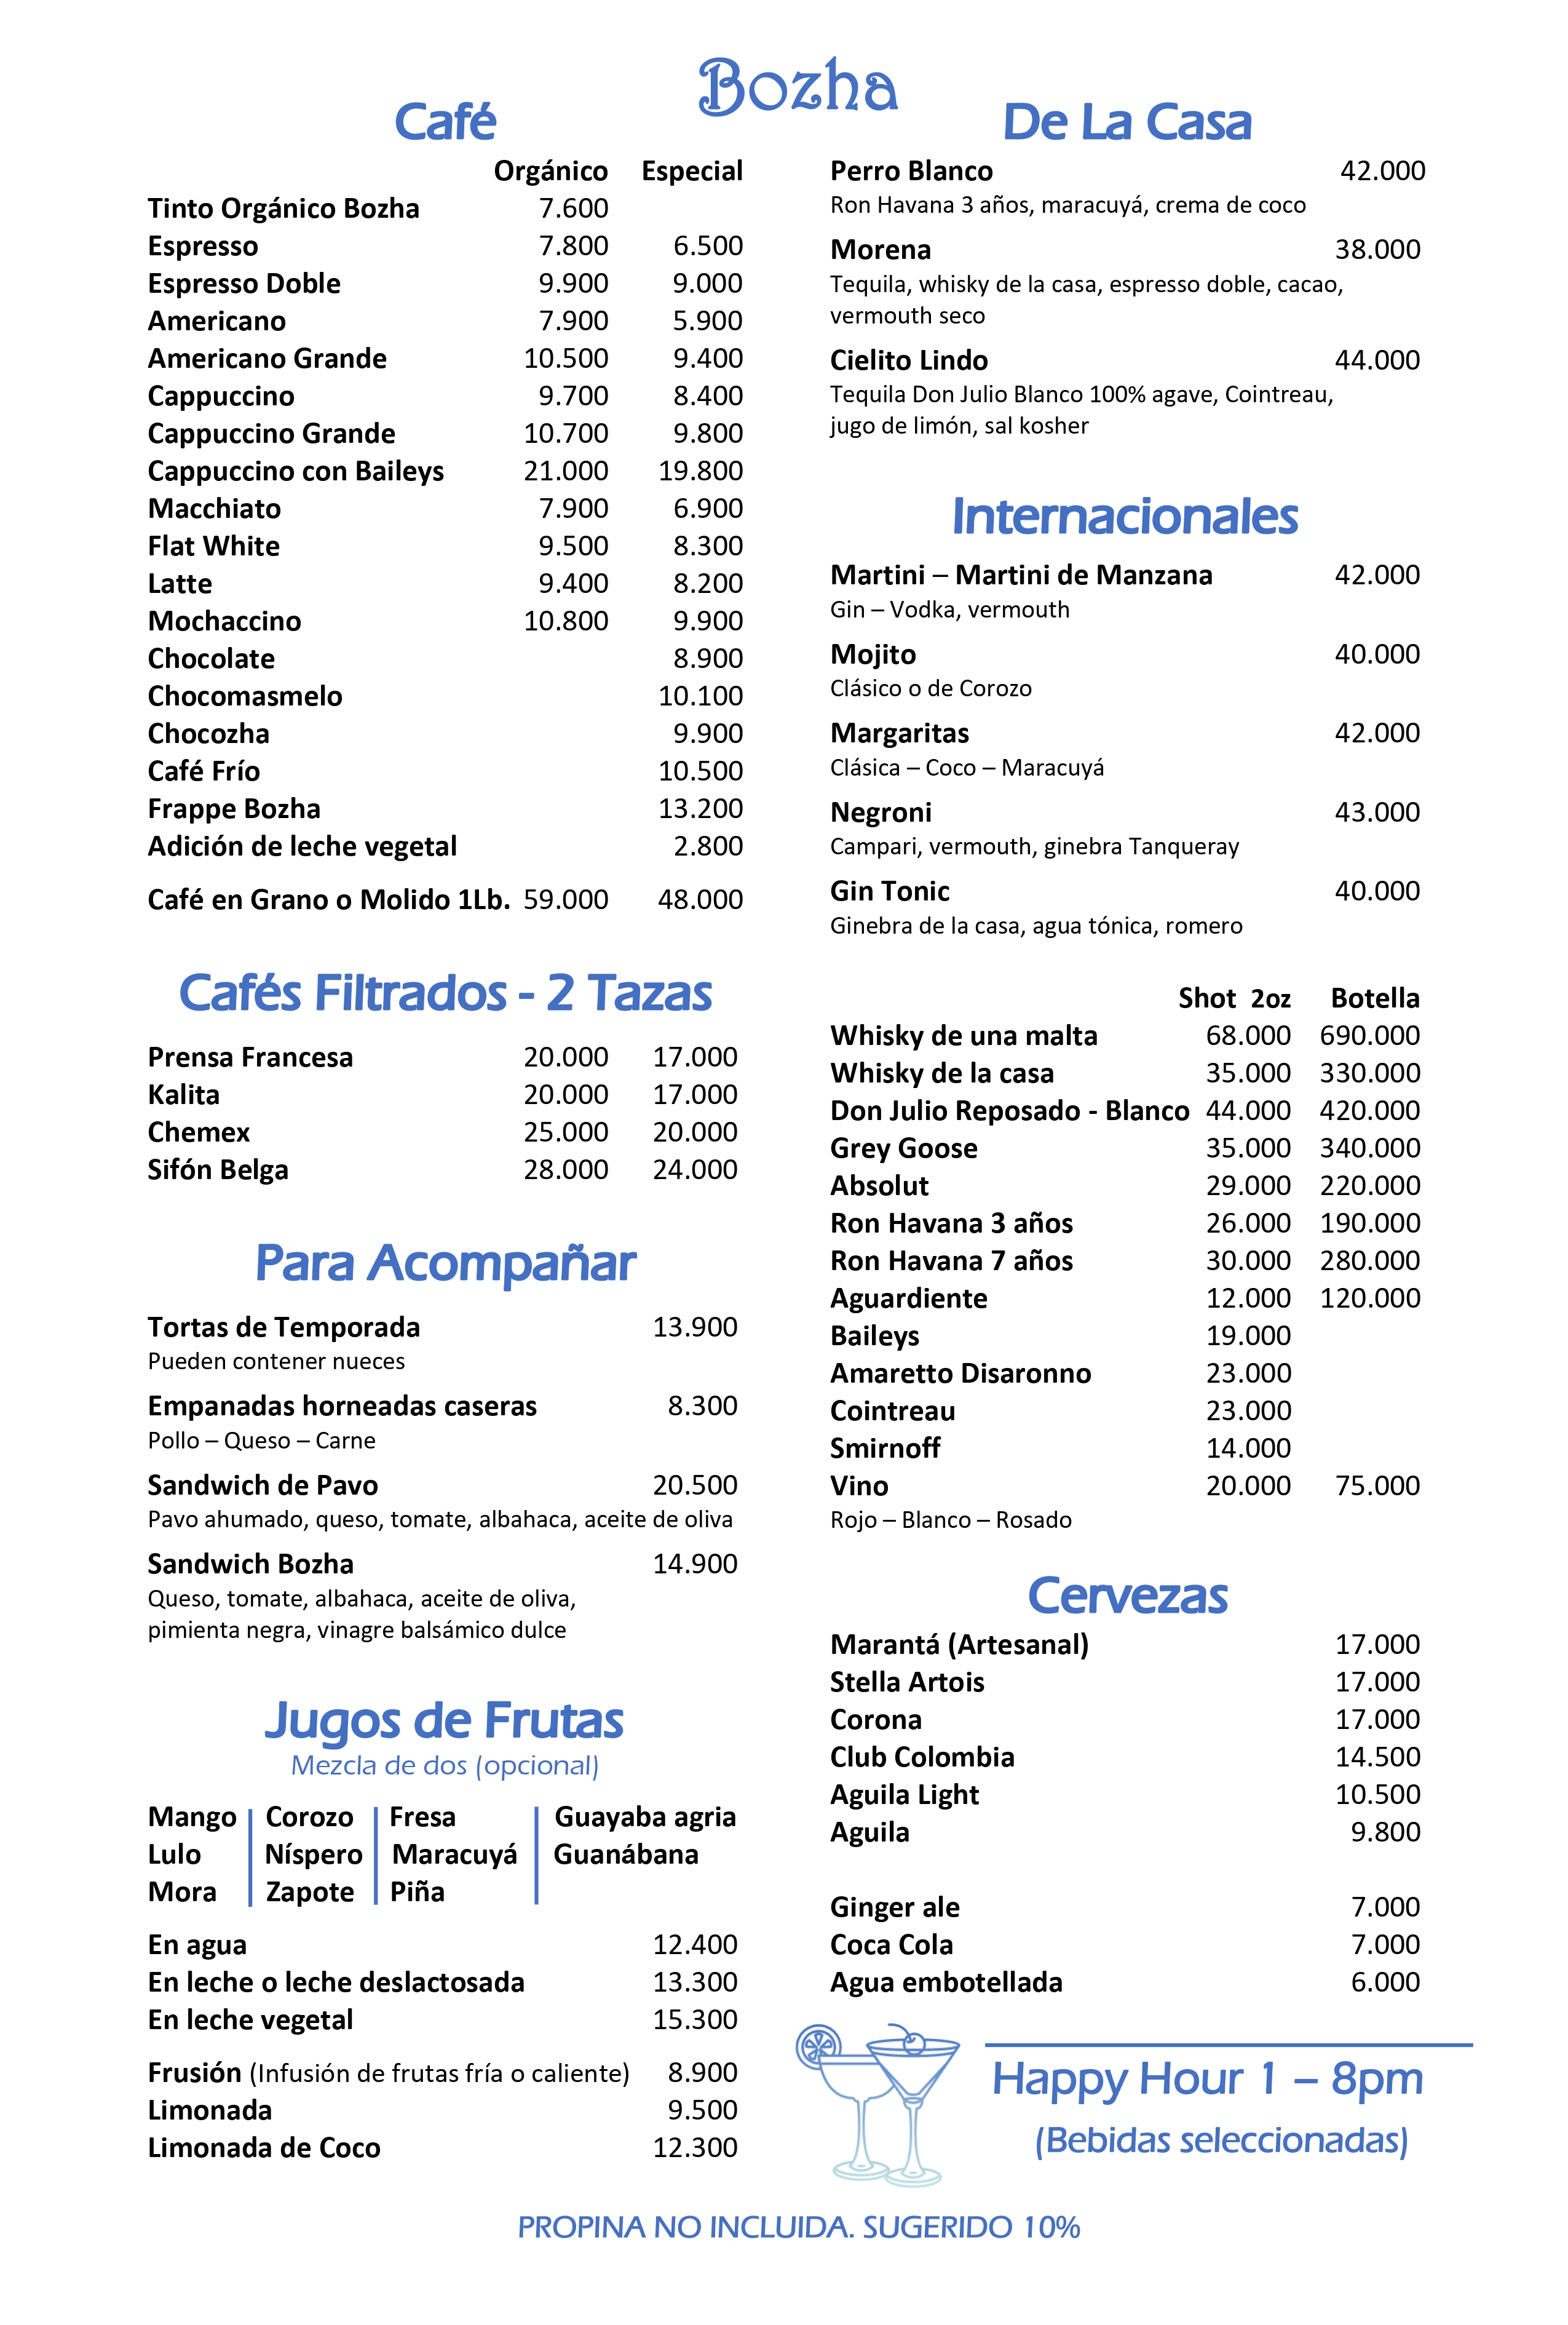 Bozha
Café
Orgánico Especial
Tinto Orgánico Bozha 7.600
Espresso 7.800 6.500
Espresso Doble 9.900 9.000
Americano 7.900 5.900
Americano Grande 10.500 9.400
Cappuccino 9.700 8.400
Cappuccino Grande 10.700 9.800
Cappuccino con Baileys 21.000 19.800
Macchiato 7.900 6.900
Flat White 9.500 8.300
Latte 9.400 8.200
Mochaccino 10.800 9.900
Chocolate 8.900
Chocomasmelo 10.100
Chocozha 9.900
Café Frío 10.500
Frappe Bozha 13.200
Adición de leche vegetal 2.800
Café en Grano o Molido 1Lb. 59.000 48.000
Cafés Filtrados - 2 Tazas
Prensa Francesa 20.000 17.000
Kalita 20.000 17.000
Chemex 25.000 20.000
Sifón Belga 28.000 24.000
Para Acompañar
Tortas de Temporada 13.900
Pueden contener nueces
Empanadas horneadas caseras 8.300
Pollo – Queso – Carne
Sandwich de Pavo 20.500
Pavo ahumado, queso, tomate, albahaca, aceite de oliva
Sandwich Bozha 14.900
Queso, tomate, albahaca, aceite de oliva,
pimienta negra, vinagre balsámico dulce
Jugos de Frutas
Mezcla de dos (opcional)
Mango Corozo Fresa Guayaba agria
Lulo Níspero Maracuyá Guanábana
Mora Zapote Piña
En agua 12.400
En leche o leche deslactosada 13.300
En leche vegetal 15.300
Frusión (Infusión de frutas fría o caliente) 8.900
Limonada 9.500
Limonada de Coco 12.300
De La Casa
Perro Blanco 42.000
Ron Havana 3 años, maracuyá, crema de coco
Morena 38.000
Tequila, whisky de la casa, espresso doble, cacao,
vermouth seco
Cielito Lindo 44.000
Tequila Don Julio Blanco 100% agave, Cointreau,
jugo de limón, sal kosher
Internacionales
Martini – Martini de Manzana 42.000
Gin – Vodka, vermouth
Mojito 40.000
Clásico o de Corozo
Margaritas 42.000
Clásica – Coco – Maracuyá
Negroni 43.000
Campari, vermouth, ginebra Tanqueray
Gin Tonic 40.000
Ginebra de la casa, agua tónica, romero
Shot 2oz Botella
Whisky de una malta 68.000 690.000
Whisky de la casa 35.000 330.000
Don Julio Reposado - Blanco 44.000 420.000
Grey Goose 35.000 340.000
Absolut 29.000 220.000
Ron Havana 3 años 26.000 190.000
Ron Havana 7 años 30.000 280.000
Aguardiente 12.000 120.000
Baileys 19.000
Amaretto Disaronno 23.000
Cointreau 23.000
Smirnoff 14.000
Vino 20.000 75.000
Rojo – Blanco – Rosado
Cervezas
Marantá (Artesanal) 17.000
Stella Artois 17.000
Corona 17.000
Club Colombia 14.500
Aguila Light 10.500
Aguila 9.800
Ginger ale 7.000
Coca Cola 7.000
Agua embotellada 6.000
Happy Hour 1 – 8pm
(Bebidas seleccionadas)
PROPINA NO INCLUIDA. SUGERIDO 10%